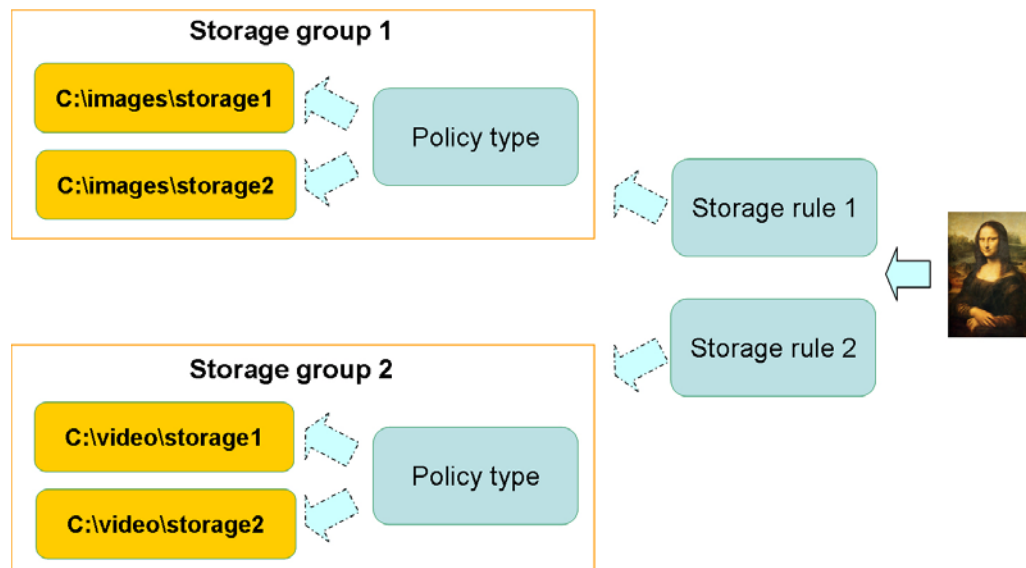 Storage group 1
C:\images\storage1
C:\images\storage2
Policy type
Storage rule 1
Storage rule 2
Storage group 2
C:\video\storage1
C:\video\storage2
Policy type